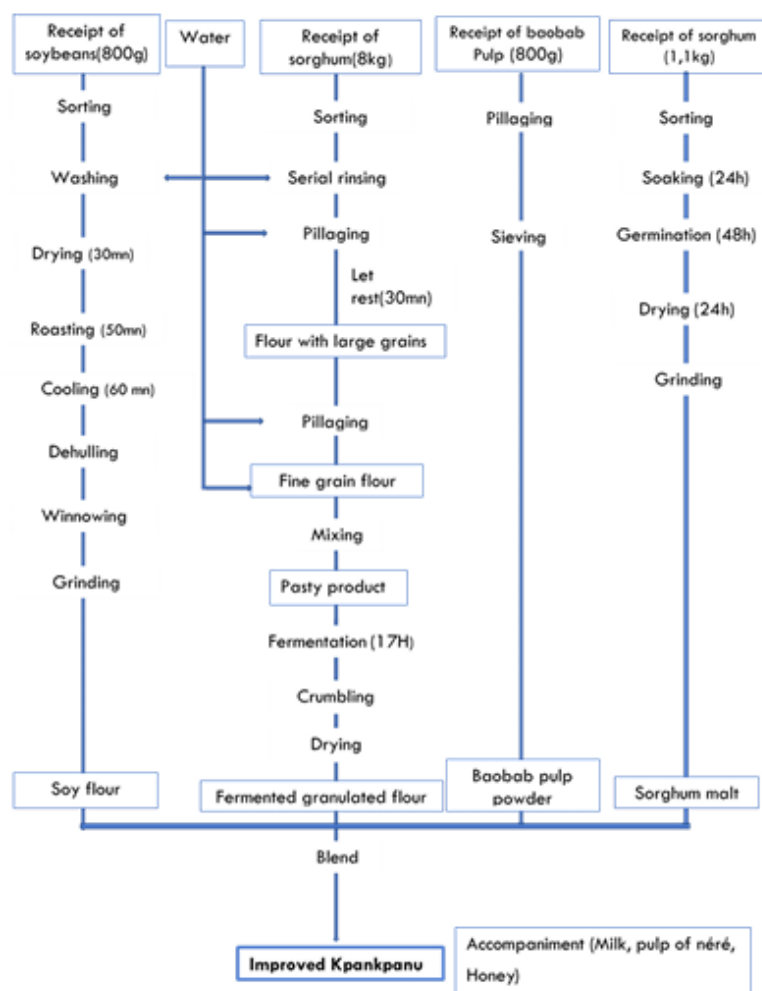 Receipt of
soybeans(800g)
Sorting
Washing
Drying (30mn)
Roasting (50mn)
Cooling (60 mn)
Dehulling
Winnowing
Grinding
Soy flour
Water
Receipt of
sorghum(8kg)
Sorting
Serial rinsing
Pillaging
Let
rest(30mn)
Flour with large grains
Pillaging
Fine grain flour
Mixing
Pasty product
Fermentation (17H)
Crumbling
Drying
Fermented granulated flour
Receipt of baobab
Pulp (800g)
Pillaging
Sieving
Baobab pulp
powder
Receipt of sorghum
(1,1kg)
Sorting
Soaking (24h)
Germination (48h)
Drying (24h)
Grinding
Sorghum malt
Blend
Improved Kpankpanu
Accompaniment (Milk, pulp of néré,
Honey)